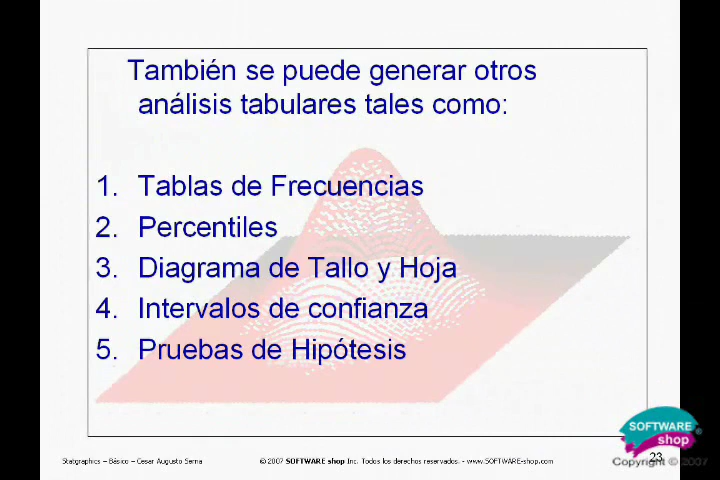 También se puede generar otros
análisis tabulares tales como:
1. Tablas de Frecuencias
2. Percentiles
3. Diagrama de Tallo y Hoja
4. Intervalos de confianza
5. Pruebas de Hipótesis
Statgraphics – Básico – Cesar Augusto Serna
© 2007 SOFTWARE shop Inc. Todos los derechos reservados. - www.SOFTWARE-shop.com
23
SOFTWARE®
shop
Copyright © 2007